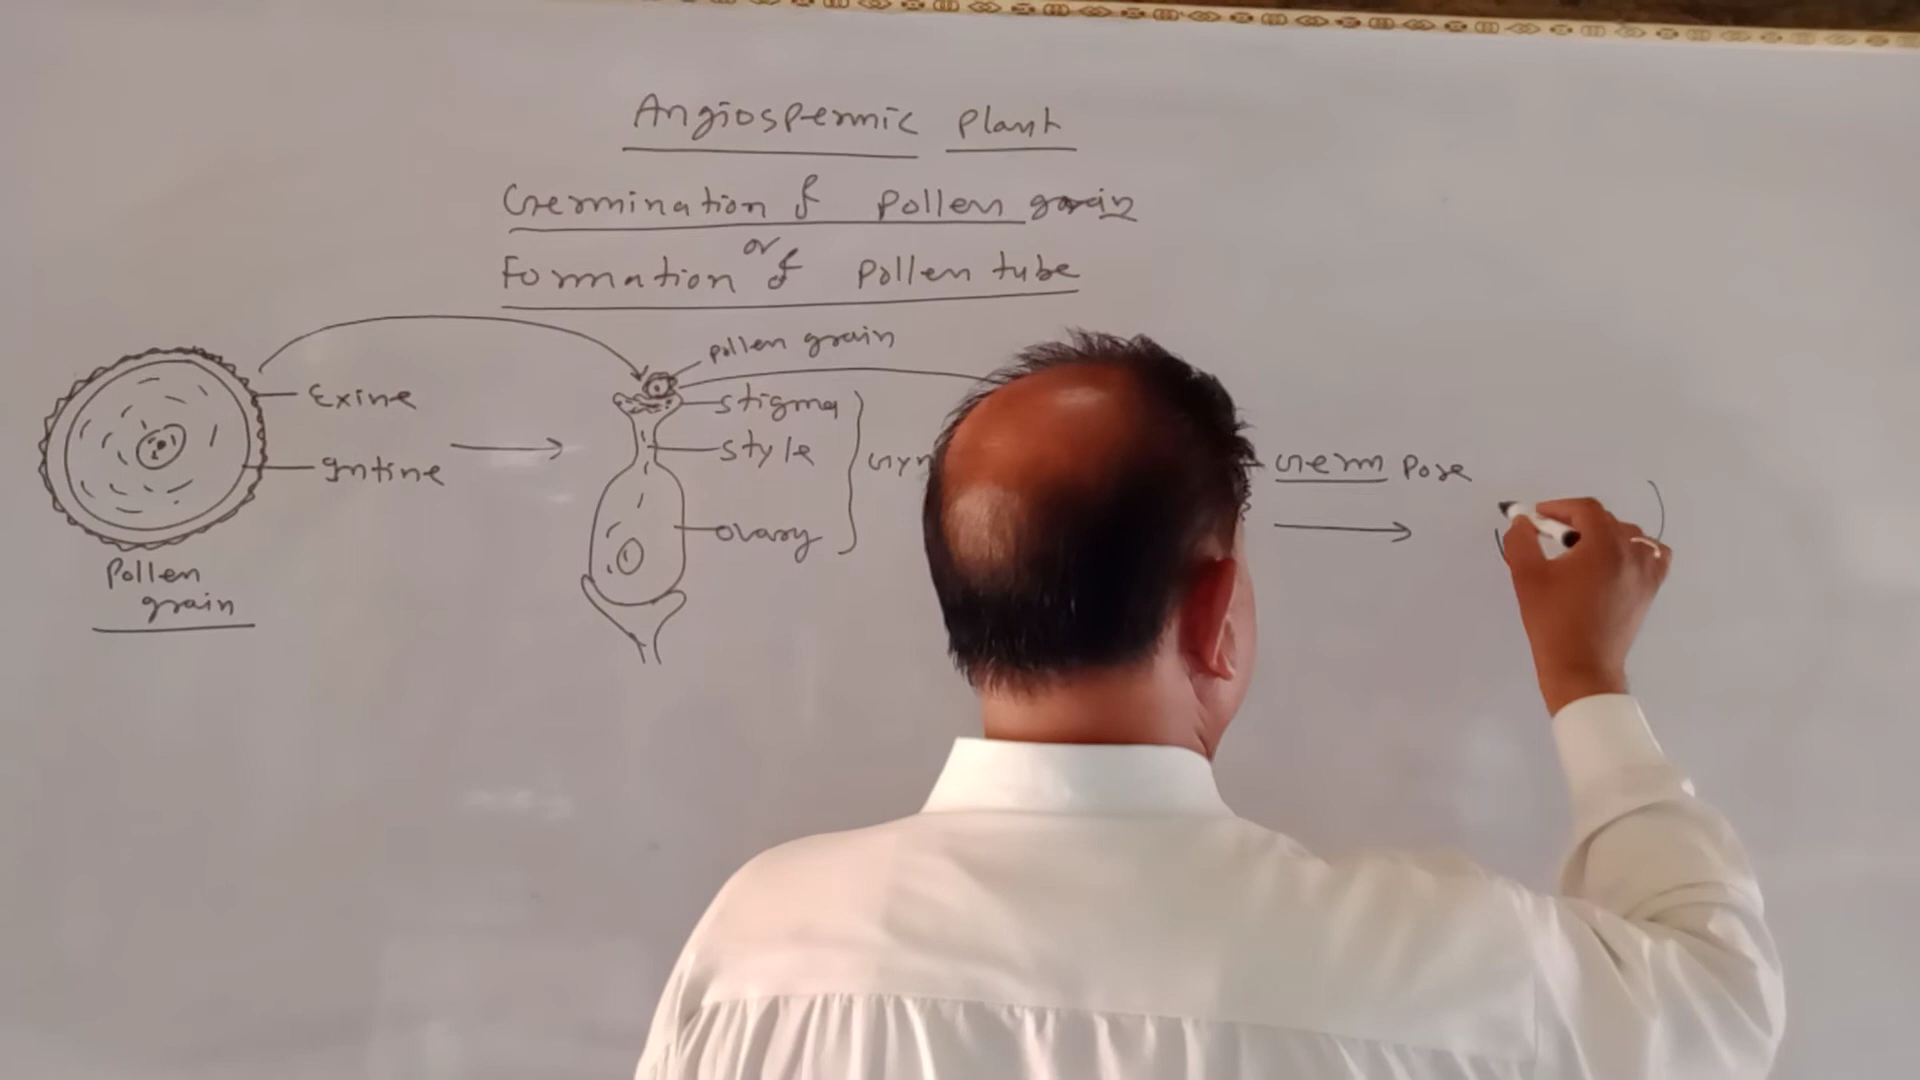 Angiospermic Plant
Germination of Pollen grain
or
Formation of Pollen tube
Pollen grain
Exine
Intine
Pollen
grain
Stigma
Style
Ovary
Gyn
Germ Pore